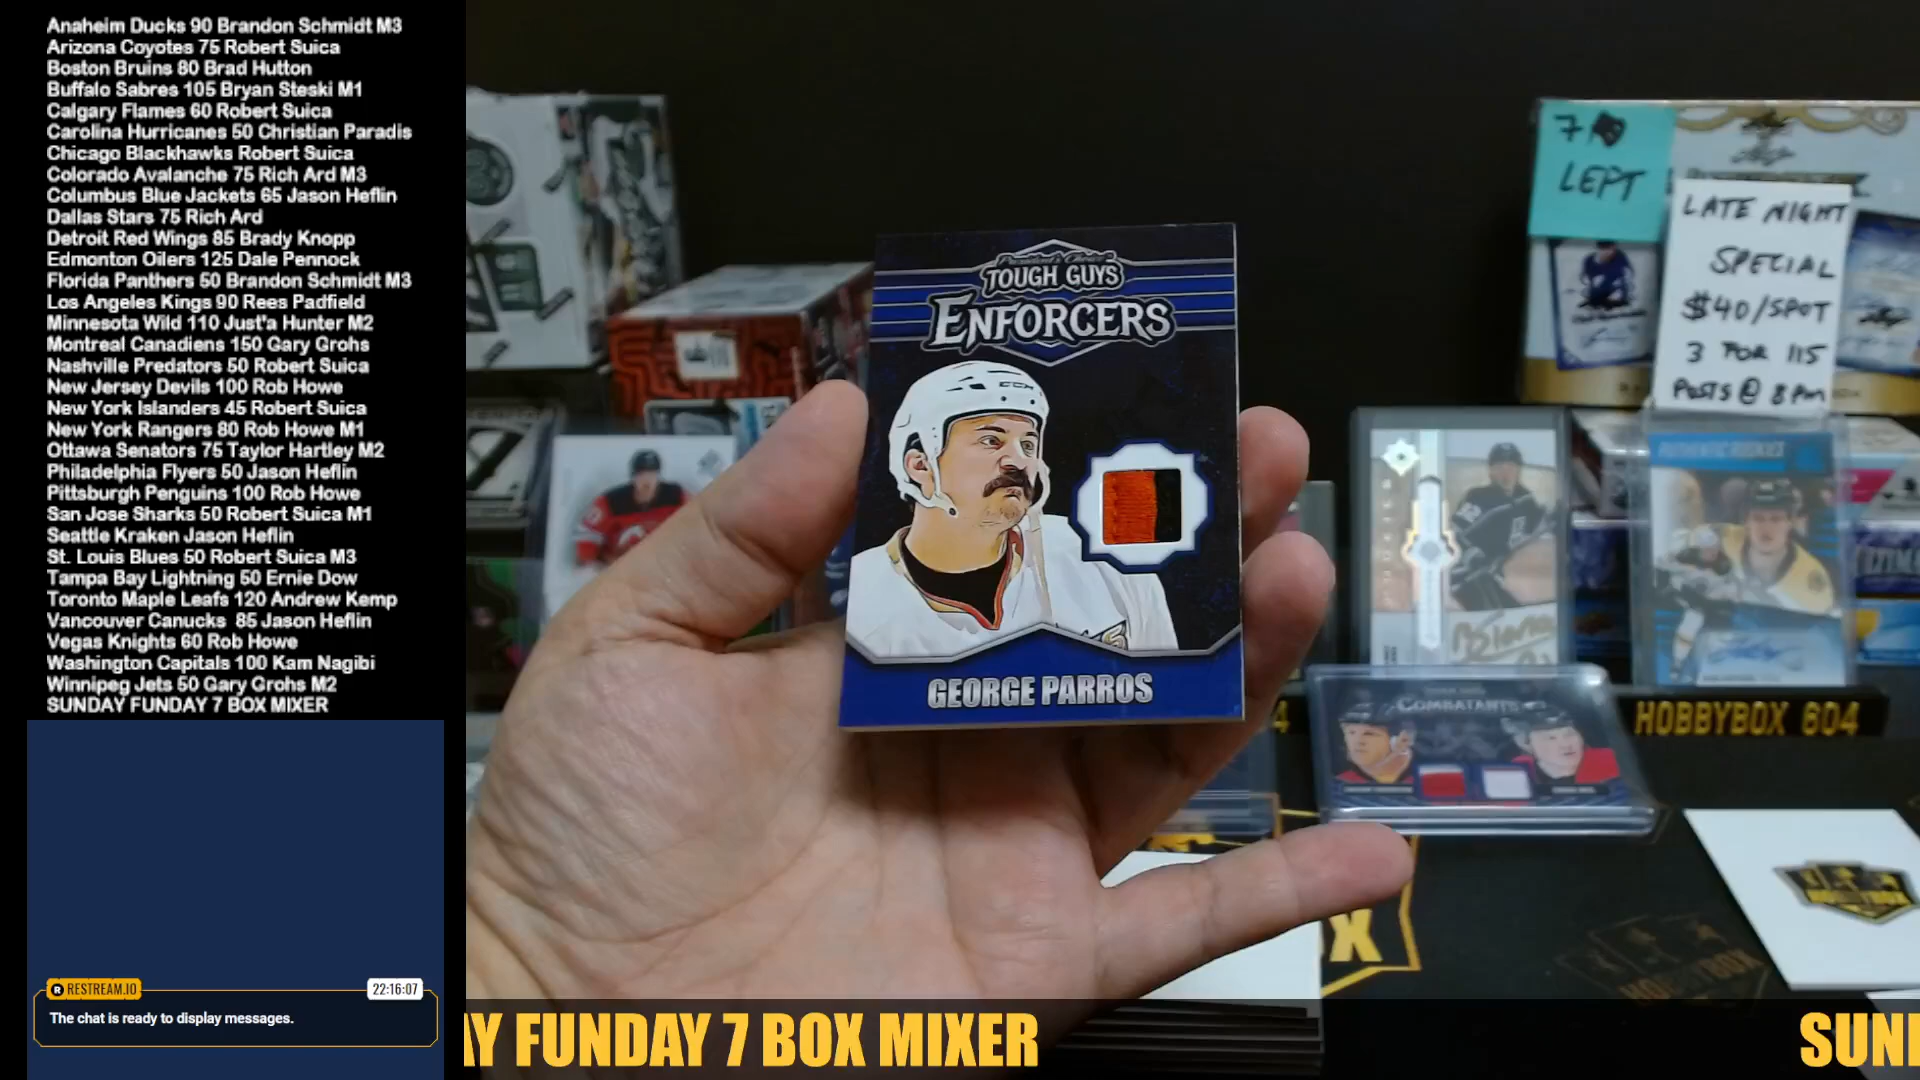 Anaheim Ducks 90 Brandon Schmidt M3
Arizona Coyotes 75 Robert Suica
Boston Bruins 80 Brad Hutton
Buffalo Sabres 105 Bryan Steski M1
Calgary Flames 60 Robert Suica
Carolina Hurricanes 50 Christian Paradis
Chicago Blackhawks Robert Suica
Colorado Avalanche 75 Rich Ard M3
Columbus Blue Jackets 65 Jason Heflin
Dallas Stars 75 Rich Ard
Detroit Red Wings 85 Brady Knopp
Edmonton Oilers 125 Dale Pennock
Florida Panthers 50 Brandon Schmidt M3
Los Angeles Kings 90 Rees Padfield
Minnesota Wild 110 Just'a Hunter M2
Montreal Canadiens 150 Gary Grohs
Nashville Predators 50 Robert Suica
New Jersey Devils 100 Rob Howe
New York Islanders 45 Robert Suica
New York Rangers 80 Rob Howe M1
Ottawa Senators 75 Taylor Hartley M2
Philadelphia Flyers 50 Jason Heflin
Pittsburgh Penguins 100 Rob Howe
San Jose Sharks 50 Robert Suica M1
Seattle Kraken Jason Heflin
St. Louis Blues 50 Robert Suica M3
Tampa Bay Lightning 50 Ernie Dow
Toronto Maple Leafs 120 Andrew Kemp
Vancouver Canucks 85 Jason Heflin
Vegas Knights 60 Rob Howe
Washington Capitals 100 Kam Nagibi
Winnipeg Jets 50 Gary Grohs M2
SUNDAY FUNDAY 7 BOX MIXER
RESTREAM.IO
22:16:07
The chat is ready to display messages.
President's Choice
TOUGH GUYS
ENFORCERS
CCM
GEORGE PARROS
7
LEFT
LATE NIGHT
SPECIAL
$40/SPOT
3 FOR 115
POSTS @ 8pm
AUTHENTIC ROOKIES
COMBATANTS
4
HOBBYBOX 604
X
HOBBYBOX
AY FUNDAY 7 BOX MIXER
SUN